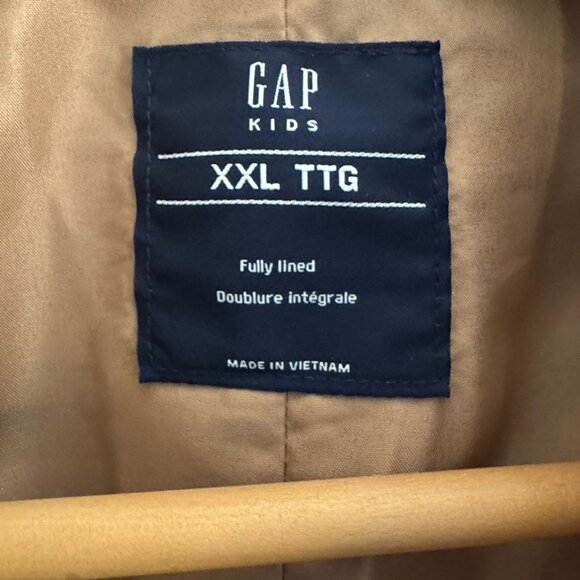 GAP
KIDS
XXL TTG
Fully lined
Doublure intégrale
MADE IN VIETNAM